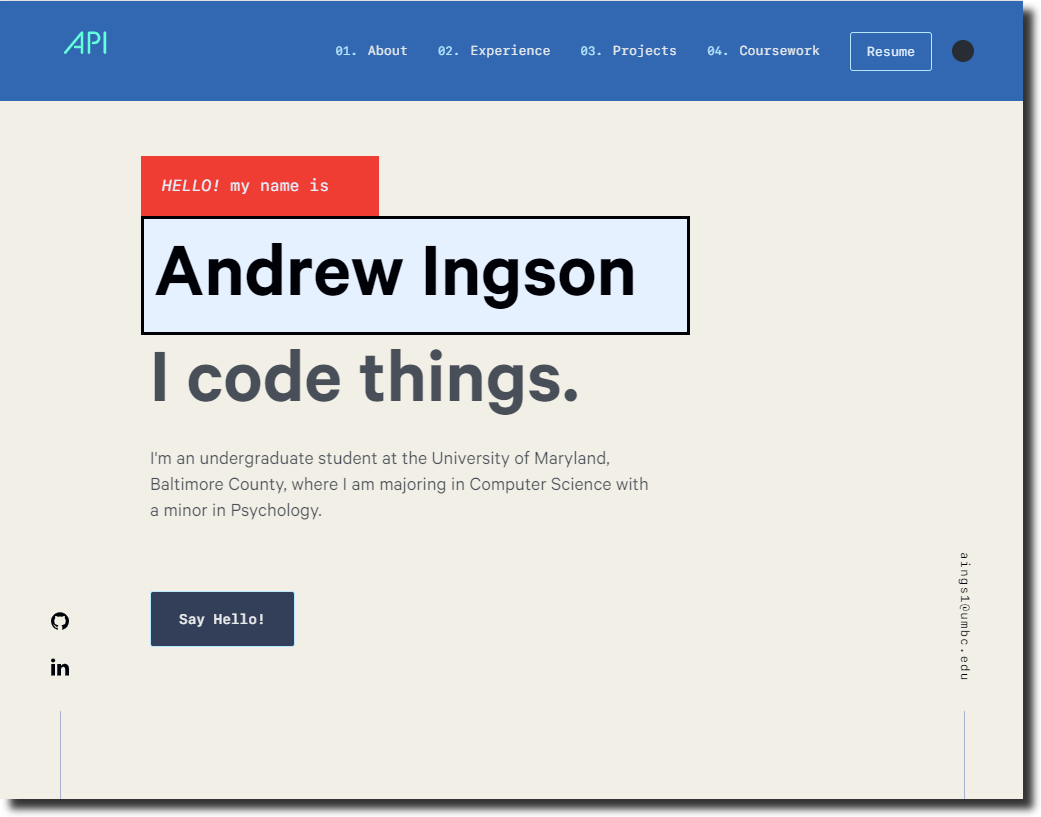 API
01. About 02. Experience 03. Projects 04. Coursework Resume
HELLO! my name is
Andrew Ingson
I code things.
I'm an undergraduate student at the University of Maryland,
Baltimore County, where I am majoring in Computer Science with
a minor in Psychology.
Say Hello!
in
aings1@umbc.edu